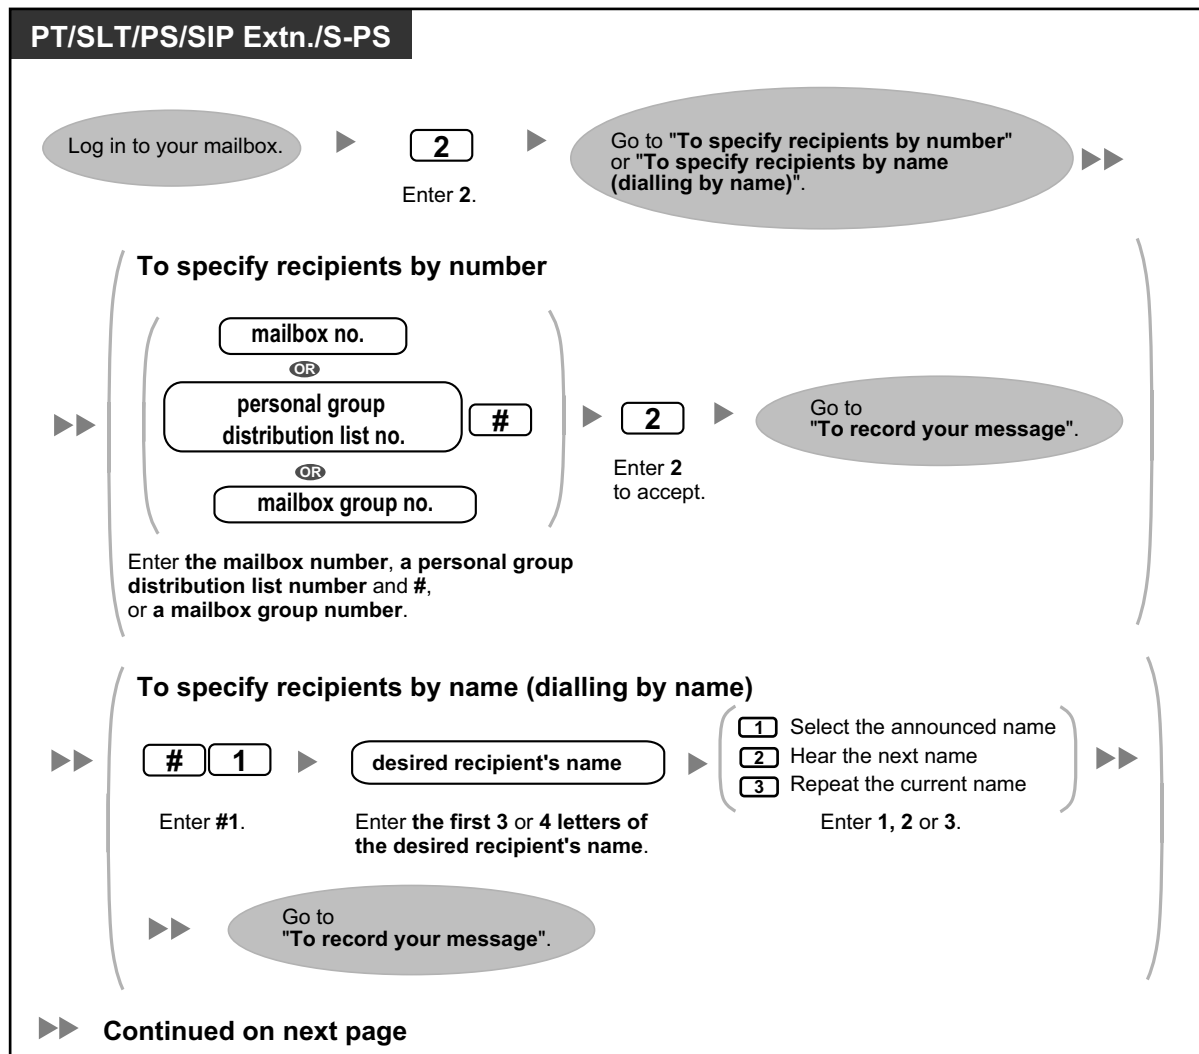 PT/SLT/PS/SIP Extn./S-PS
Log in to your mailbox.
2
Enter 2.
Go to "To specify recipients by number"
or "To specify recipients by name
(dialling by name)".
To specify recipients by number
mailbox no.
OR
personal group
distribution list no.
#
OR
mailbox group no.
Enter the mailbox number, a personal group
distribution list number and #,
or a mailbox group number.
2
Enter 2
to accept.
Go to
"To record your message".
To specify recipients by name (dialling by name)
# 1
Enter #1.
desired recipient's name
Enter the first 3 or 4 letters of
the desired recipient's name.
1 Select the announced name
2 Hear the next name
3 Repeat the current name
Enter 1, 2 or 3.
Go to
"To record your message".
Continued on next page